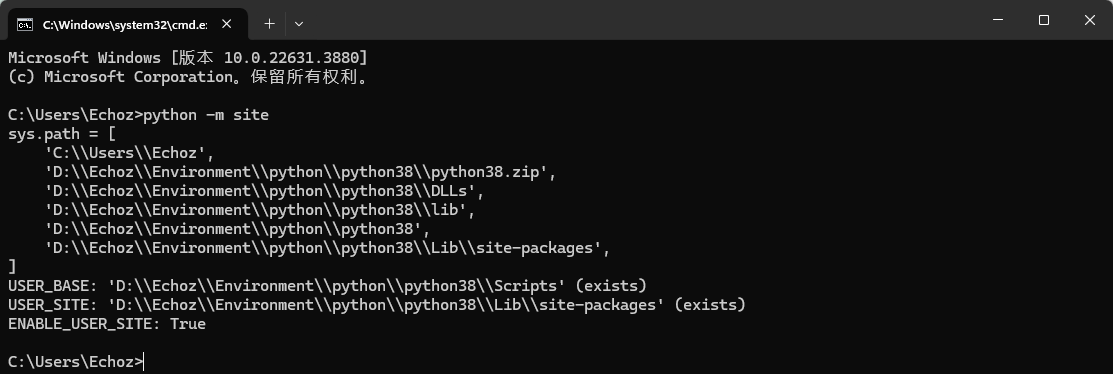 C:\Windows\system32\cmd.e
Microsoft Windows [版本 10.0.22631.3880]
(c) Microsoft Corporation。保留所有权利。
C:\Users\Echoz>python -m site
sys.path = [
    'C:\\Users\\Echoz',
    'D:\\Echoz\\Environment\\python\\python38\\python38.zip',
    'D:\\Echoz\\Environment\\python\\python38\\DLLs',
    'D:\\Echoz\\Environment\\python\\python38\\lib',
    'D:\\Echoz\\Environment\\python\\python38',
    'D:\\Echoz\\Environment\\python\\python38\\Lib\\site-packages',
]
USER_BASE: 'D:\\Echoz\\Environment\\python\\python38\\Scripts' (exists)
USER_SITE: 'D:\\Echoz\\Environment\\python\\python38\\Lib\\site-packages' (exists)
ENABLE_USER_SITE: True
C:\Users\Echoz>